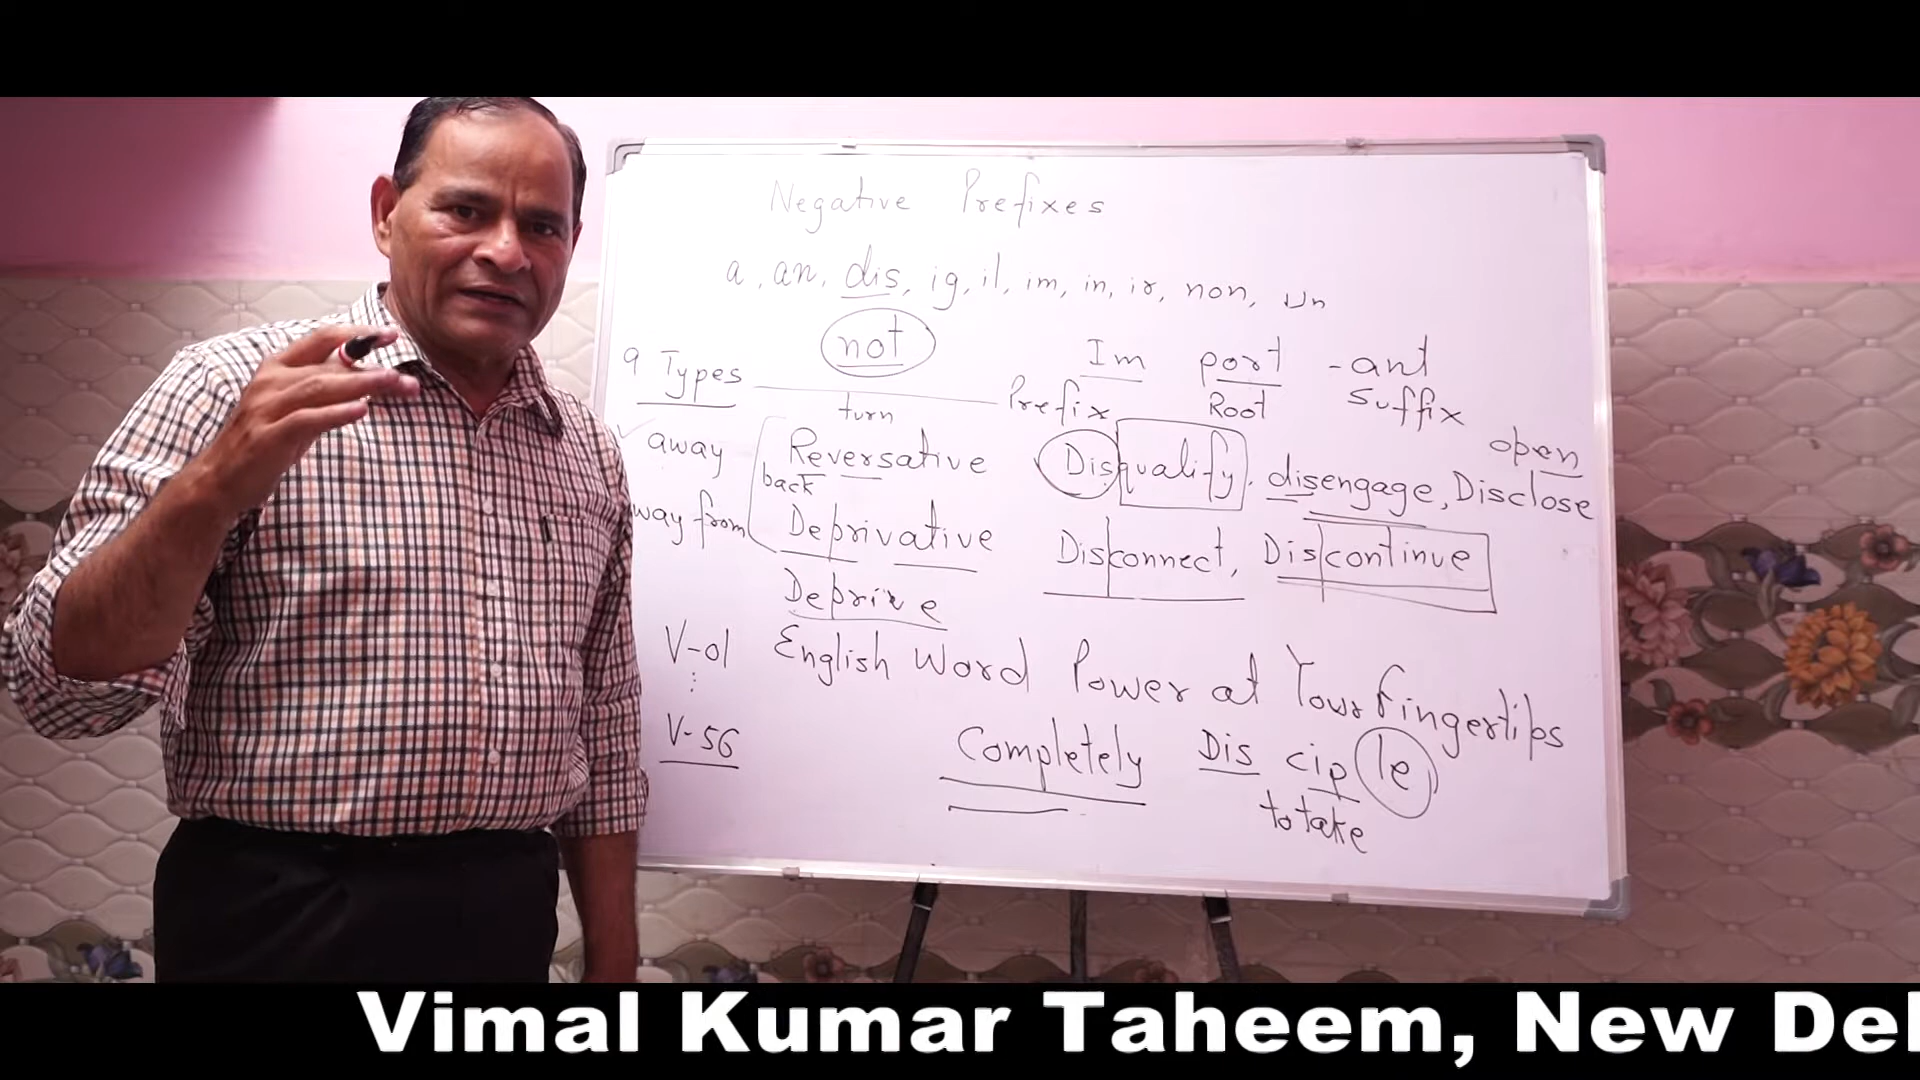 Negative Prefixes
a, an, dis, ig, il, im, in, ir, non, un
not
9 Types
Im port -ant
Prefix Root Suffix
turn
away
Reversative
back
Disqualify, disengage, Disclose
open
way from
Deprivative
Disconnect, Discontinue
Deprive
V-01 English Word Power at Your Fingertips
V-56
Completely Dis cip le
to take
Vimal Kumar Taheem, New Del